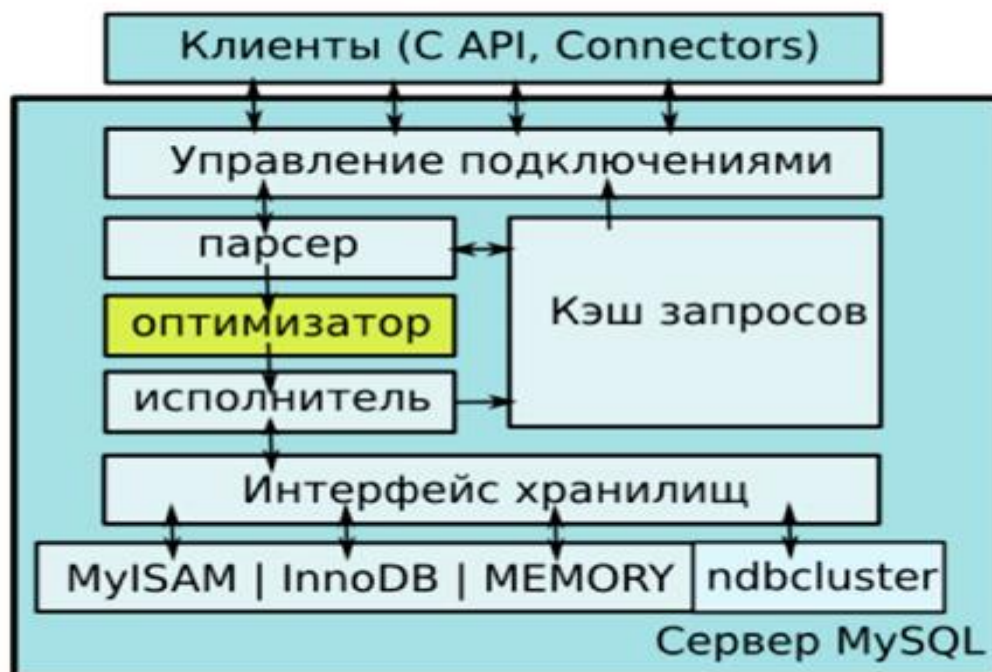 Клиенты (C API, Connectors)
Управление подключениями
парсер
оптимизатор
Кэш запросов
исполнитель
Интерфейс хранилищ
MyISAM | InnoDB | MEMORY
ndbcluster
Сервер MySQL